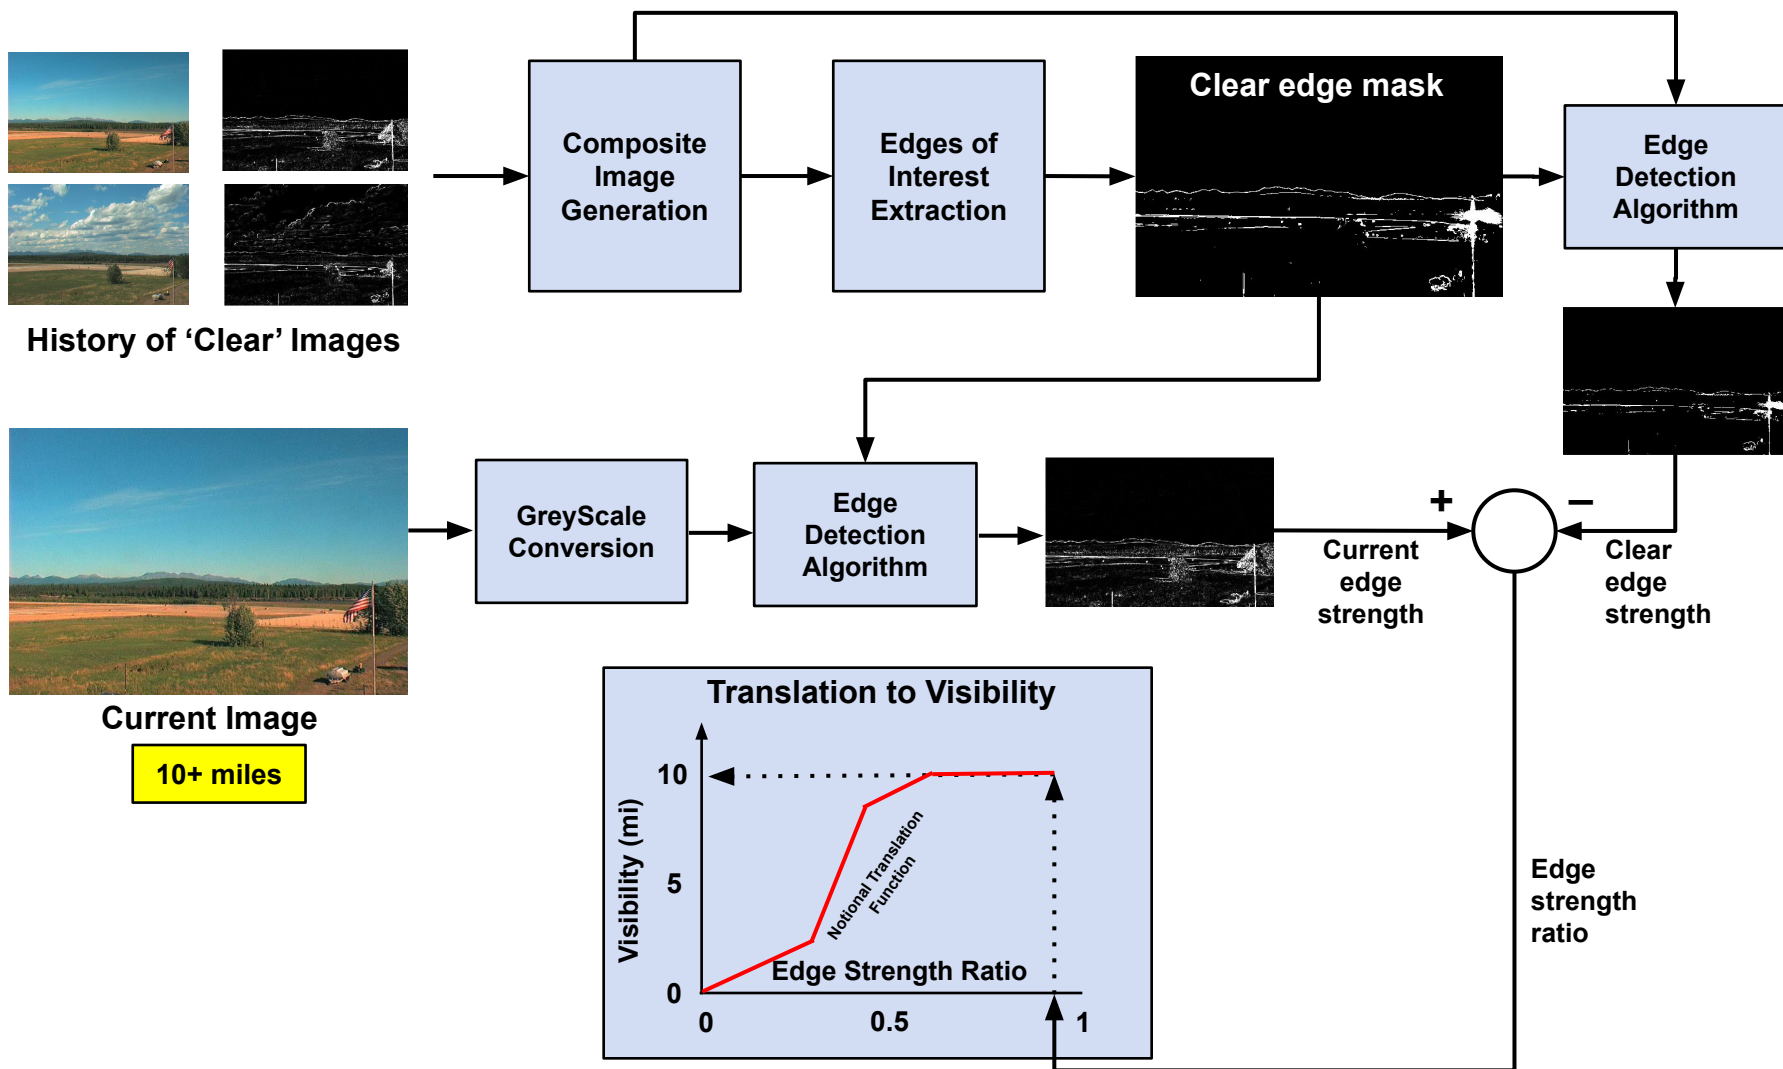 Composite
Image
Generation
Edges of
Interest
Extraction
Clear edge mask
Edge
Detection
Algorithm
History of ‘Clear’ Images
GreyScale
Conversion
Edge
Detection
Algorithm
+
−
Current
edge
strength
Clear
edge
strength
Current Image
10+ miles
Translation to Visibility
Visibility (mi)
10
5
0
Notional Translation
Function
Edge Strength Ratio
0
0.5
1
Edge
strength
ratio